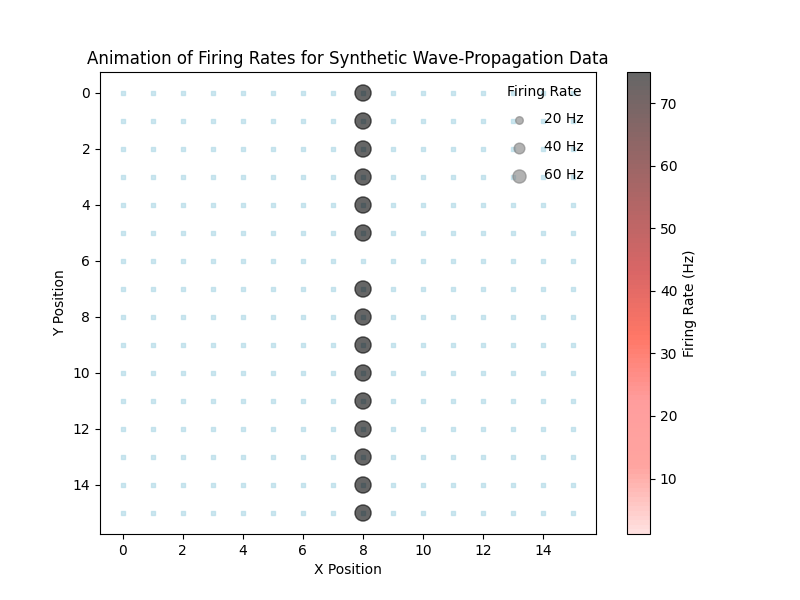 Animation of Firing Rates for Synthetic Wave-Propagation Data
Firing Rate
20 Hz
40 Hz
60 Hz
0
2
4
6
8
10
12
14
Y Position
0 2 4 6 8 10 12 14
X Position
70
60
50
40
30
20
10
Firing Rate (Hz)